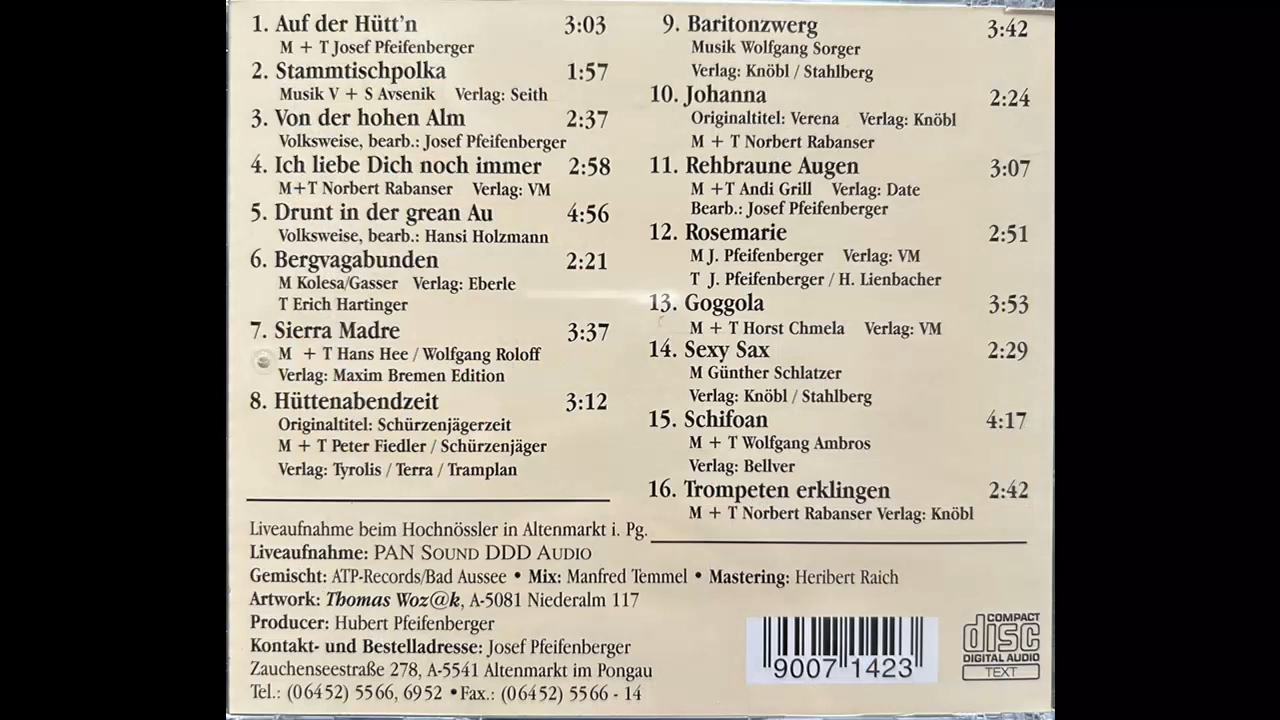 1. Auf der Hütt'n 3:03
M + T Josef Pfeifenberger
2. Stammtischpolka 1:57
Musik V + S Avsenik Verlag: Seith
3. Von der hohen Alm 2:37
Volksweise, bearb.: Josef Pfeifenberger
4. Ich liebe Dich noch immer 2:58
M+T Norbert Rabanser Verlag: VM
5. Drunt in der grean Au 4:56
Volksweise, bearb.: Hansi Holzmann
6. Bergvagabunden 2:21
M Kolesa/Gasser Verlag: Eberle
T Erich Hartinger
7. Sierra Madre 3:37
M + T Hans Hee / Wolfgang Roloff
Verlag: Maxim Bremen Edition
8. Hüttenabendzeit 3:12
Originaltitel: Schürzenjägerzeit
M + T Peter Fiedler / Schürzenjäger
Verlag: Tyrolis / Terra / Tramplan
9. Baritonzwerg 3:42
Musik Wolfgang Sorger
Verlag: Knöbl / Stahlberg
10. Johanna 2:24
Originaltitel: Verena Verlag: Knöbl
M + T Norbert Rabanser
11. Rehbraune Augen 3:07
M +T Andi Grill Verlag: Date
Bearb.: Josef Pfeifenberger
12. Rosemarie 2:51
M J. Pfeifenberger Verlag: VM
T J. Pfeifenberger / H. Lienbacher
13. Goggola 3:53
M + T Horst Chmela Verlag: VM
14. Sexy Sax 2:29
M Günther Schlatzer
Verlag: Knöbl / Stahlberg
15. Schifoan 4:17
M + T Wolfgang Ambros
Verlag: Bellver
16. Trompeten erklingen 2:42
M + T Norbert Rabanser Verlag: Knöbl
Liveaufnahme beim Hochnössler in Altenmarkt i. Pg.
Liveaufnahme: PAN SOUND DDD AUDIO
Gemischt: ATP-Records/Bad Aussee • Mix: Manfred Temmel • Mastering: Heribert Raich
Artwork: Thomas Woz@k, A-5081 Niederalm 117
Producer: Hubert Pfeifenberger
Kontakt- und Bestelladresse: Josef Pfeifenberger
Zauchenseestraße 278, A-5541 Altenmarkt im Pongau
Tel.: (06452) 5566, 6952 • Fax.: (06452) 5566 - 14
9007 1423
COMPACT
disc
DIGITAL AUDIO
TEXT